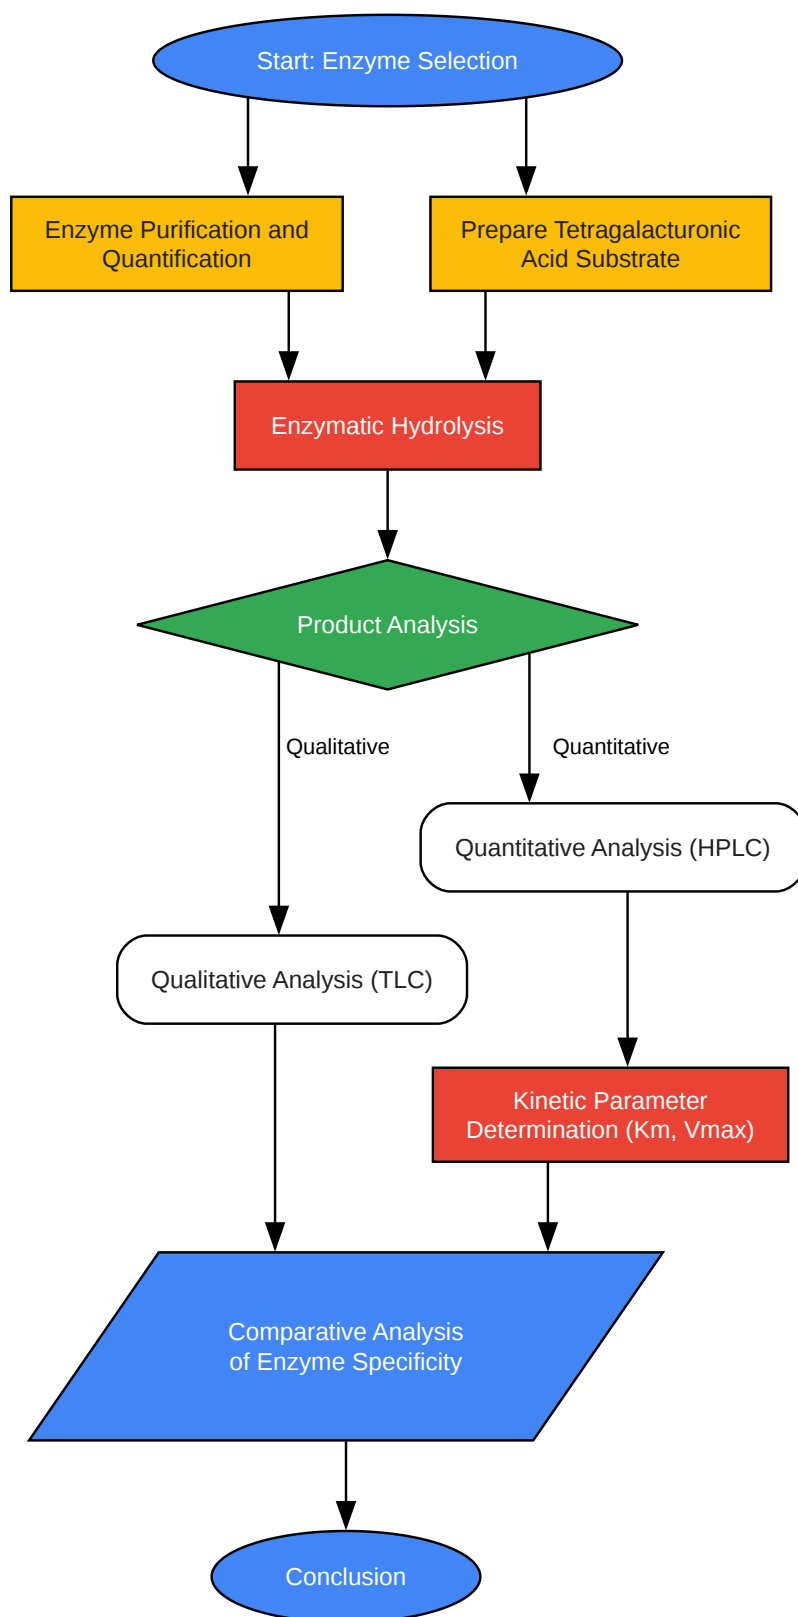 Start: Enzyme Selection
Enzyme Purification and
Quantification
Prepare Tetragalacturonic
Acid Substrate
Enzymatic Hydrolysis
Product Analysis
Qualitative
Quantitative
Quantitative Analysis (HPLC)
Qualitative Analysis (TLC)
Kinetic Parameter
Determination (Km, Vmax)
Comparative Analysis
of Enzyme Specificity
Conclusion